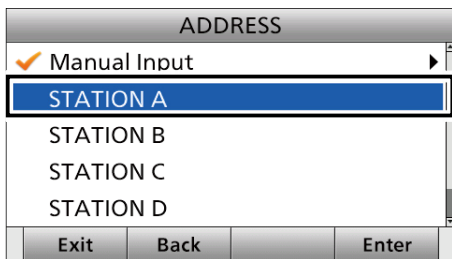 ADDRESS
Manual Input
STATION A
STATION B
STATION C
STATION D
Exit Back Enter